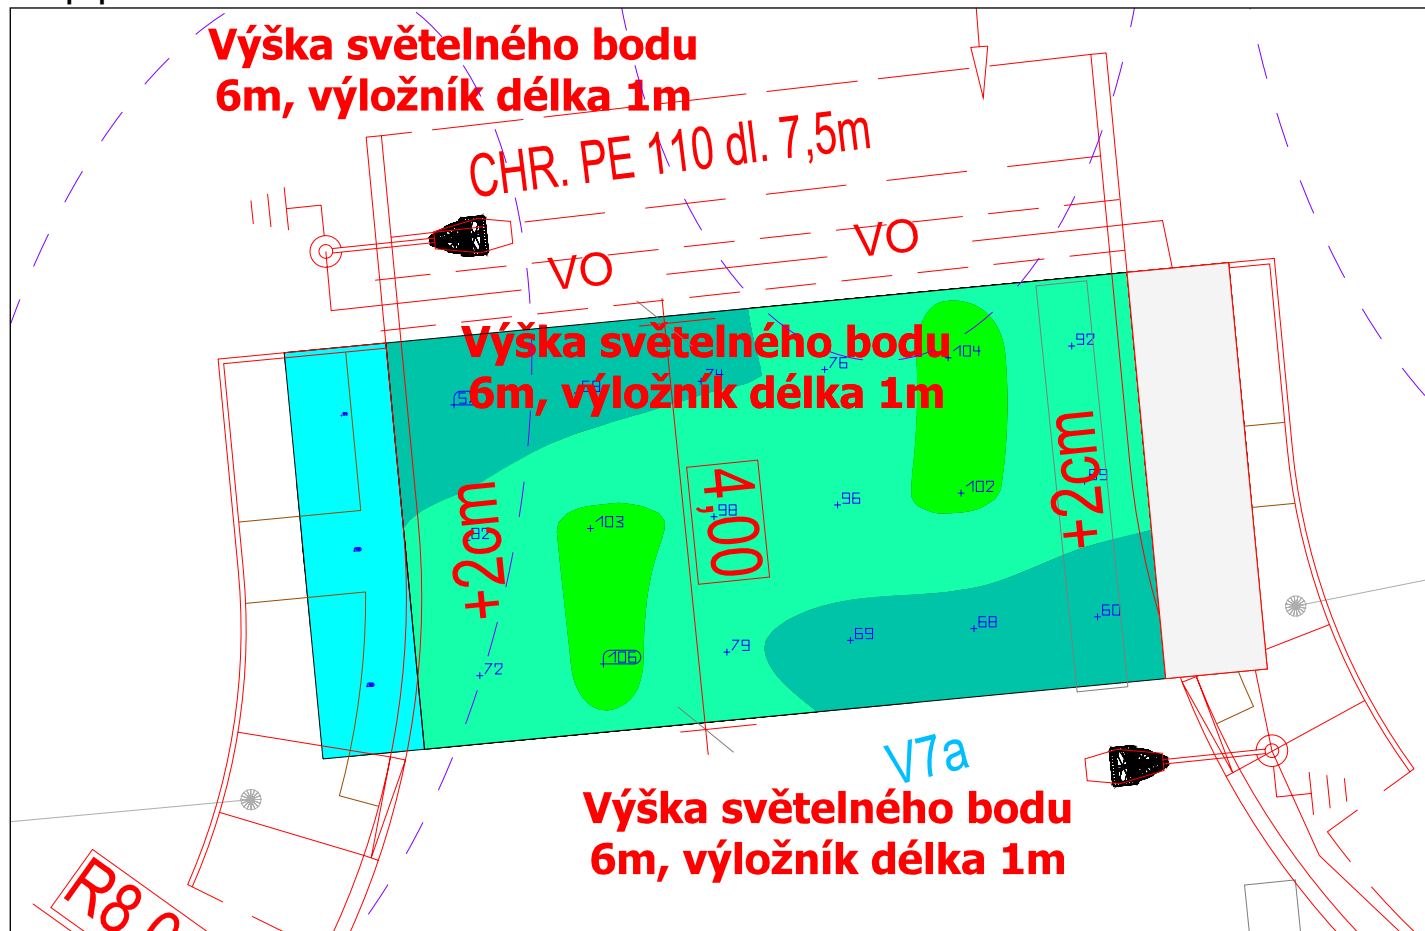 Výška světelného bodu
6m, výložník délka 1m
CHR. PE 110 dl. 7,5m
VO
VO
Výška světelného bodu
6m, výložník délka 1m
92
104
76
74
+2cm
102
96
98
103
4,00
+2cm
60
68
69
79
106
72
V7a
Výška světelného bodu
6m, výložník délka 1m